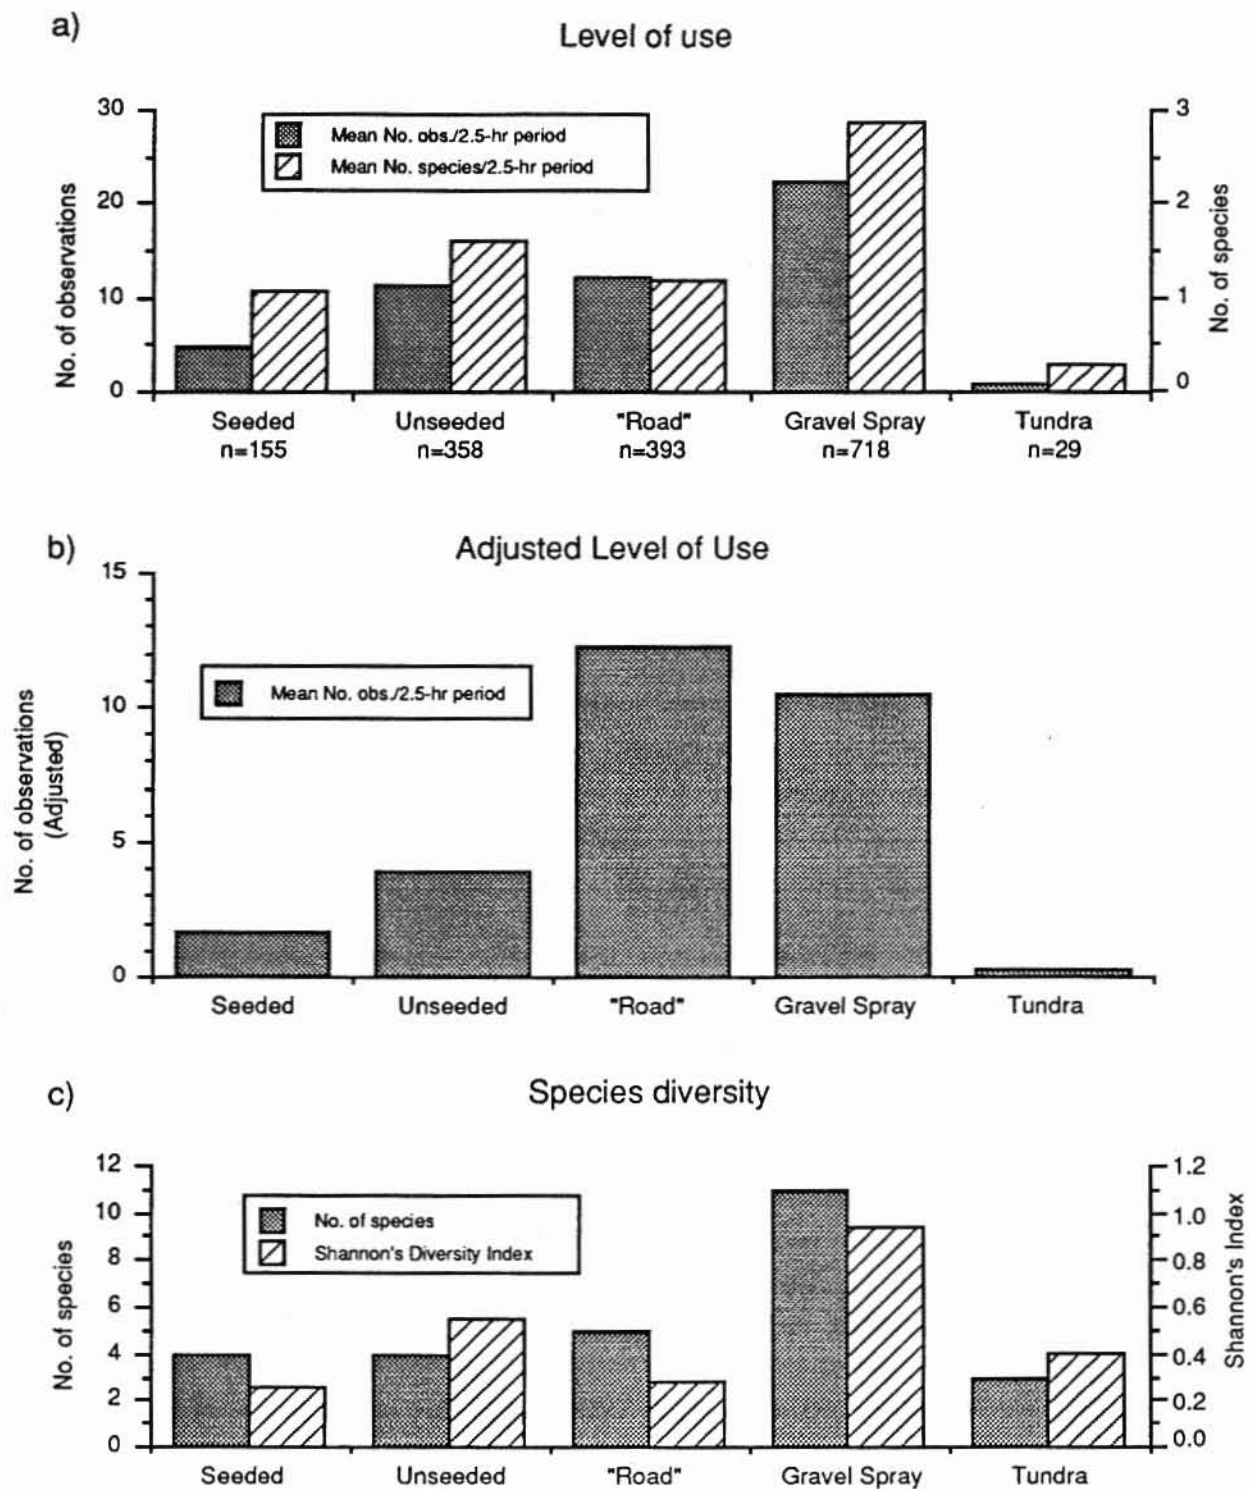 a)
Level of use
30
20
10
0
No. of observations
Mean No. obs./2.5-hr period
Mean No. species/2.5-hr period
3
2
1
0
No. of species
Seeded Unseeded "Road" Gravel Spray Tundra
n=155 n=358 n=393 n=718 n=29
b)
Adjusted Level of Use
15
10
5
0
No. of observations
(Adjusted)
Mean No. obs./2.5-hr period
Seeded Unseeded "Road" Gravel Spray Tundra
c)
Species diversity
12
10
8
6
4
2
0
No. of species
No. of species
Shannon's Diversity Index
1.2
1.0
0.8
0.6
0.4
0.2
0.0
Shannon's Index
Seeded Unseeded "Road" Gravel Spray Tundra